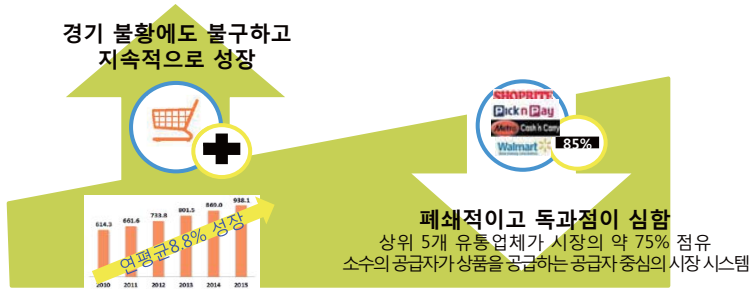 경기 불황에도 불구하고
지속적으로 성장
SHOPRITE
Pick n Pay
Metro Cash'n Carry
Walmart
85%
614.3 661.6 733.8 801.5 869.0 938.1
연평균8.8% 성장
2010 2011 2012 2013 2014 2015
폐쇄적이고 독과점이 심함
상위 5개 유통업체가 시장의 약 75% 점유
소수의 공급자가 상품을 공급하는 공급자 중심의 시장 시스템